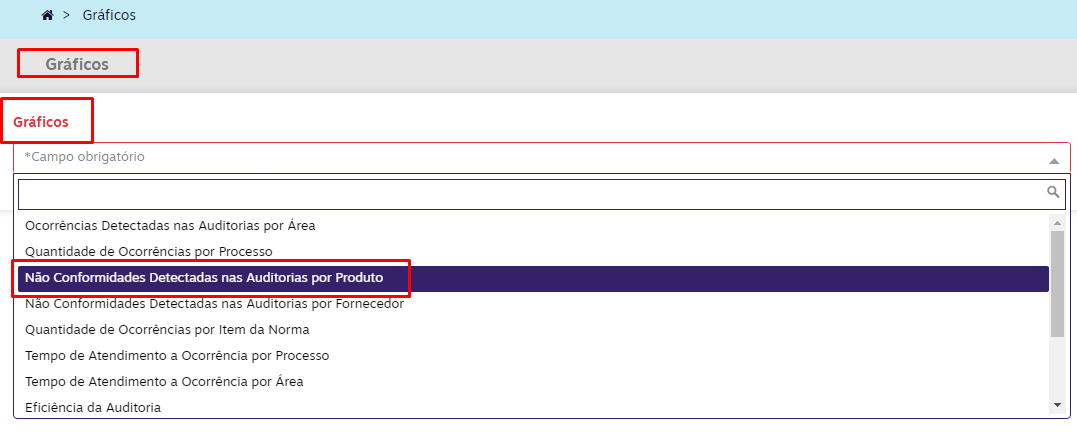 > Gráficos
Gráficos
Gráficos
*Campo obrigatório
Ocorrências Detectadas nas Auditorias por Área
Quantidade de Ocorrências por Processo
Não Conformidades Detectadas nas Auditorias por Produto
Não Conformidades Detectadas nas Auditorias por Fornecedor
Quantidade de Ocorrências por Item da Norma
Tempo de Atendimento a Ocorrência por Processo
Tempo de Atendimento a Ocorrência por Área
Eficiência da Auditoria